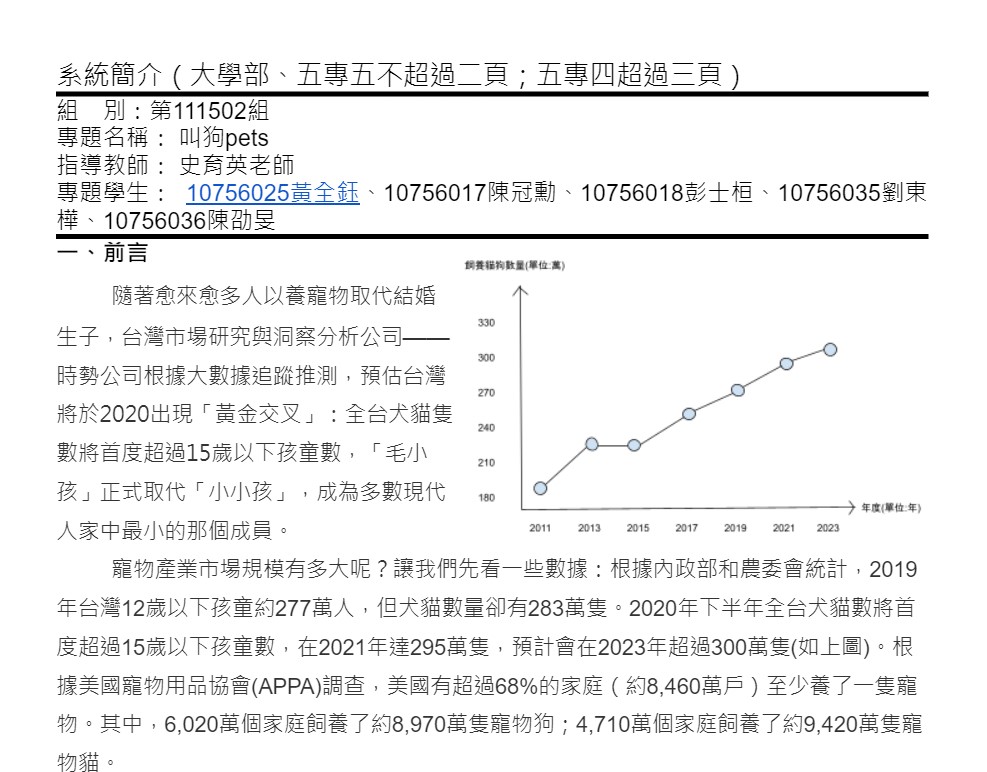 系統簡介（大學部、五專五不超過二頁；五專四超過三頁）
組　別：第111502組
專題名稱： 叫狗pets
指導教師： 史育英老師
專題學生： 10756025黃全鈺、10756017陳冠勳、10756018彭士桓、10756035劉東
樺、10756036陳劭旻
一、前言
隨著愈來愈多人以養寵物取代結婚
生子，台灣市場研究與洞察分析公司——
時勢公司根據大數據追蹤推測，預估台灣
將於2020出現「黃金交叉」：全台犬貓隻
數將首度超過15歲以下孩童數，「毛小
孩」正式取代「小小孩」，成為多數現代
人家中最小的那個成員。
飼養貓狗數量(單位:萬)
330
300
270
240
210
180
2011 2013 2015 2017 2019 2021 2023
年度(單位:年)
寵物產業市場規模有多大呢？讓我們先看一些數據：根據內政部和農委會統計，2019
年台灣12歲以下孩童約277萬人，但犬貓數量卻有283萬隻。2020年下半年全台犬貓數將首
度超過15歲以下孩童數，在2021年達295萬隻，預計會在2023年超過300萬隻(如上圖)。根
據美國寵物用品協會(APPA)調查，美國有超過68%的家庭（約8,460萬戶）至少養了一隻寵
物。其中，6,020萬個家庭飼養了約8,970萬隻寵物狗；4,710萬個家庭飼養了約9,420萬隻寵
物貓。